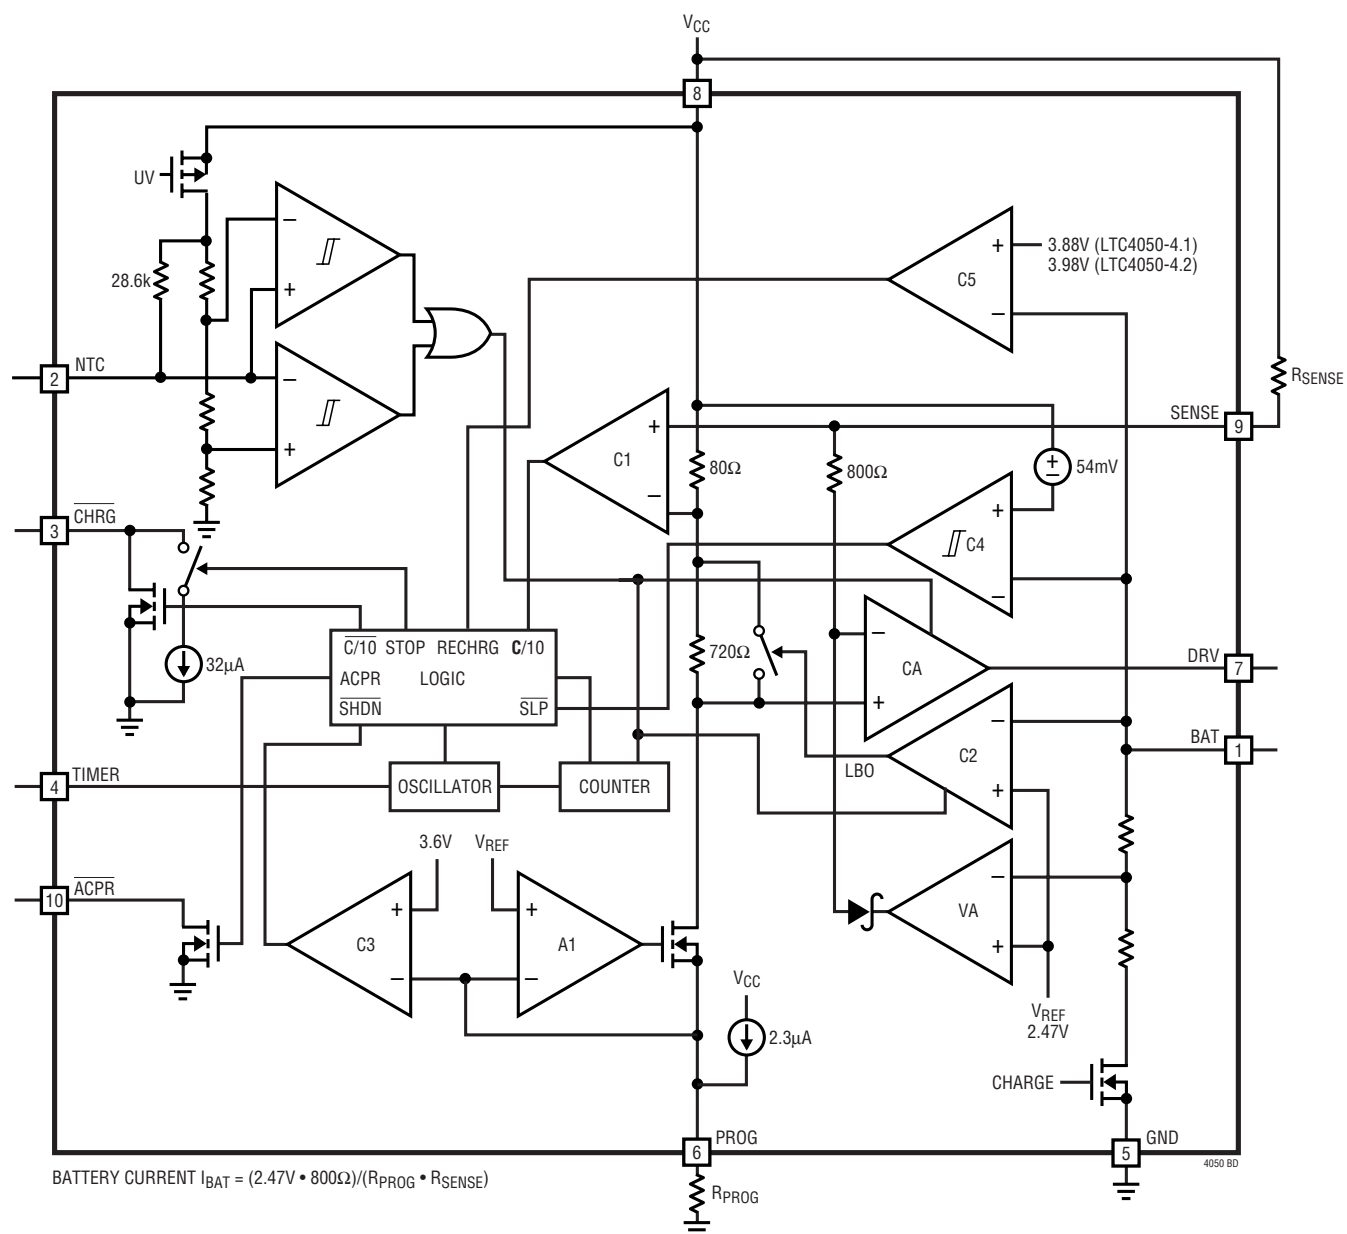 VCC
8
UV
28.6k
C5
+
−
3.88V (LTC4050-4.1)
3.98V (LTC4050-4.2)
−
+
−
+
2
NTC
RSENSE
SENSE
9
C1
+
−
80Ω
800Ω
+
−
54mV
3
CHRG
C4
+
−
C/10 STOP RECHRG C/10
ACPR LOGIC
SHDN SLP
32µA
720Ω
CA
−
+
DRV
7
C2
−
+
LBO
BAT
1
4
TIMER
OSCILLATOR
COUNTER
3.6V
VREF
10
ACPR
C3
+
−
A1
+
−
VA
−
+
VREF
2.47V
VCC
2.3µA
CHARGE
PROG
6
GND
5
4050 BD
BATTERY CURRENT IBAT = (2.47V • 800Ω)/(RPROG • RSENSE)
RPROG